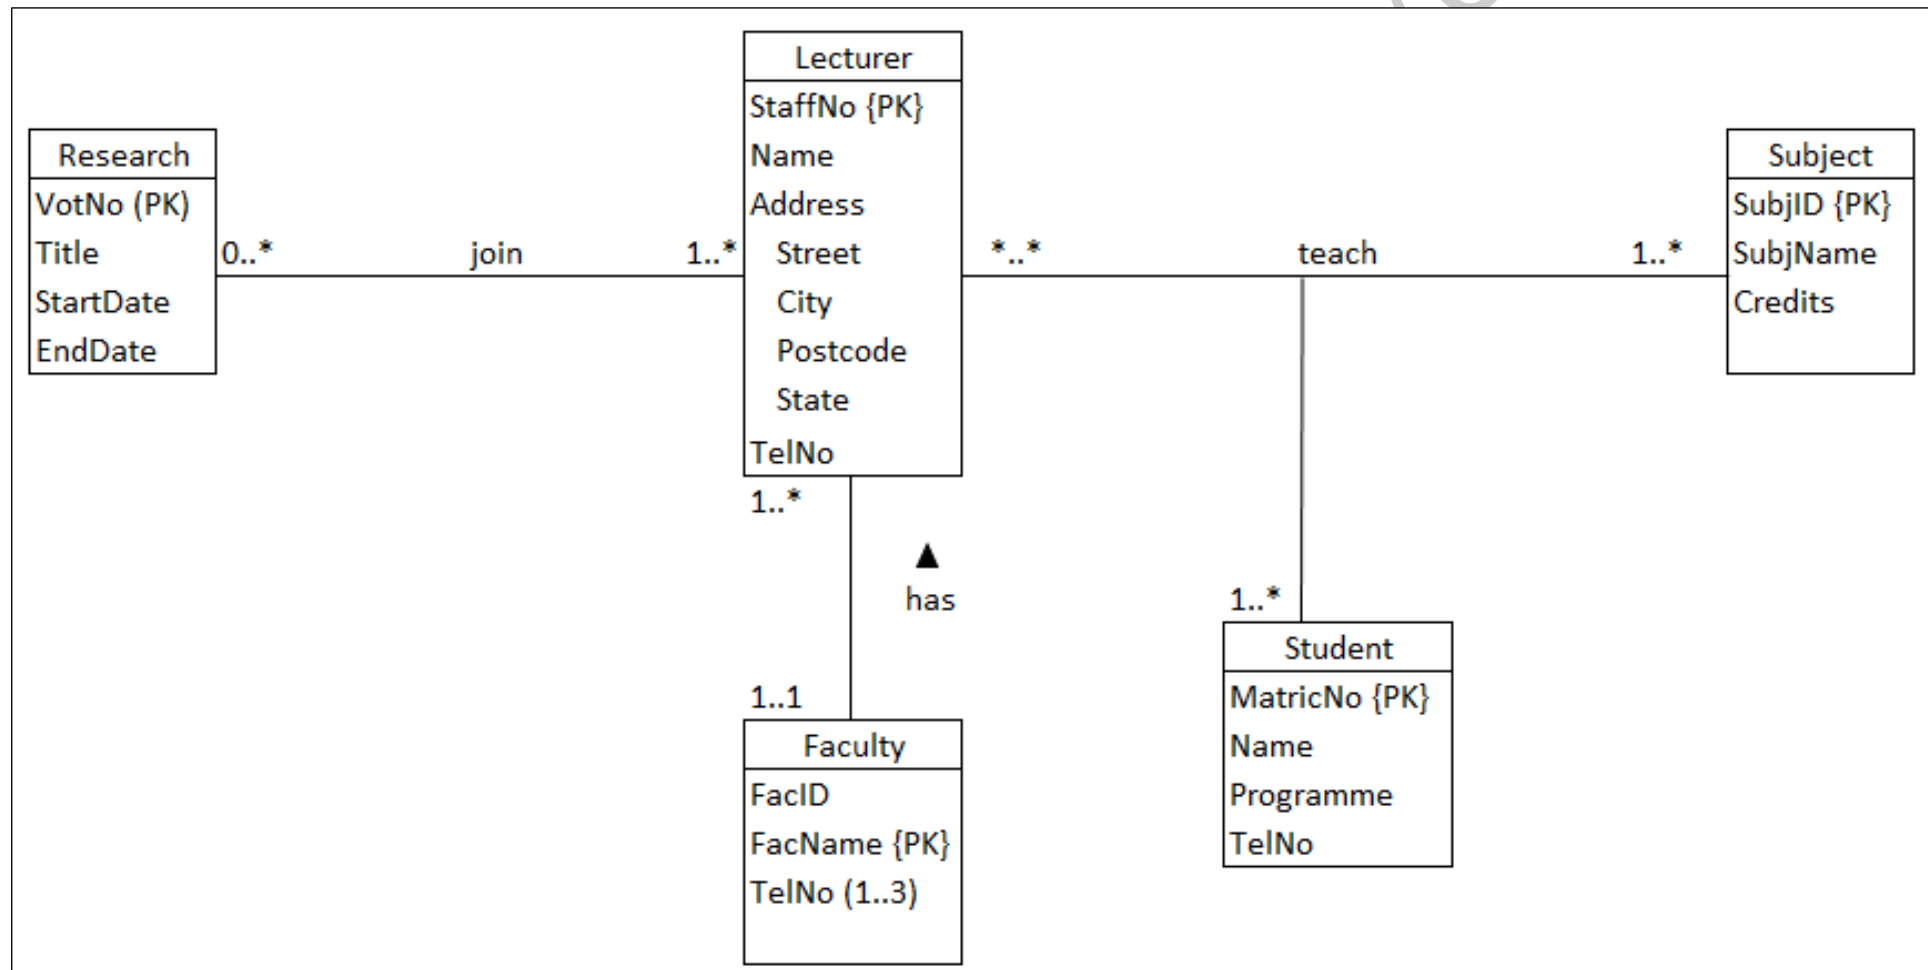 Lecturer
StaffNo {PK}
Name
Address
Street
City
Postcode
State
TelNo
Research
VotNo (PK)
Title
StartDate
EndDate
0..*
join
1..*
*..*
teach
1..*
Subject
SubjID {PK}
SubjName
Credits
1..*
has
1..1
Faculty
FacID
FacName {PK}
TelNo (1..3)
1..*
Student
MatricNo {PK}
Name
Programme
TelNo